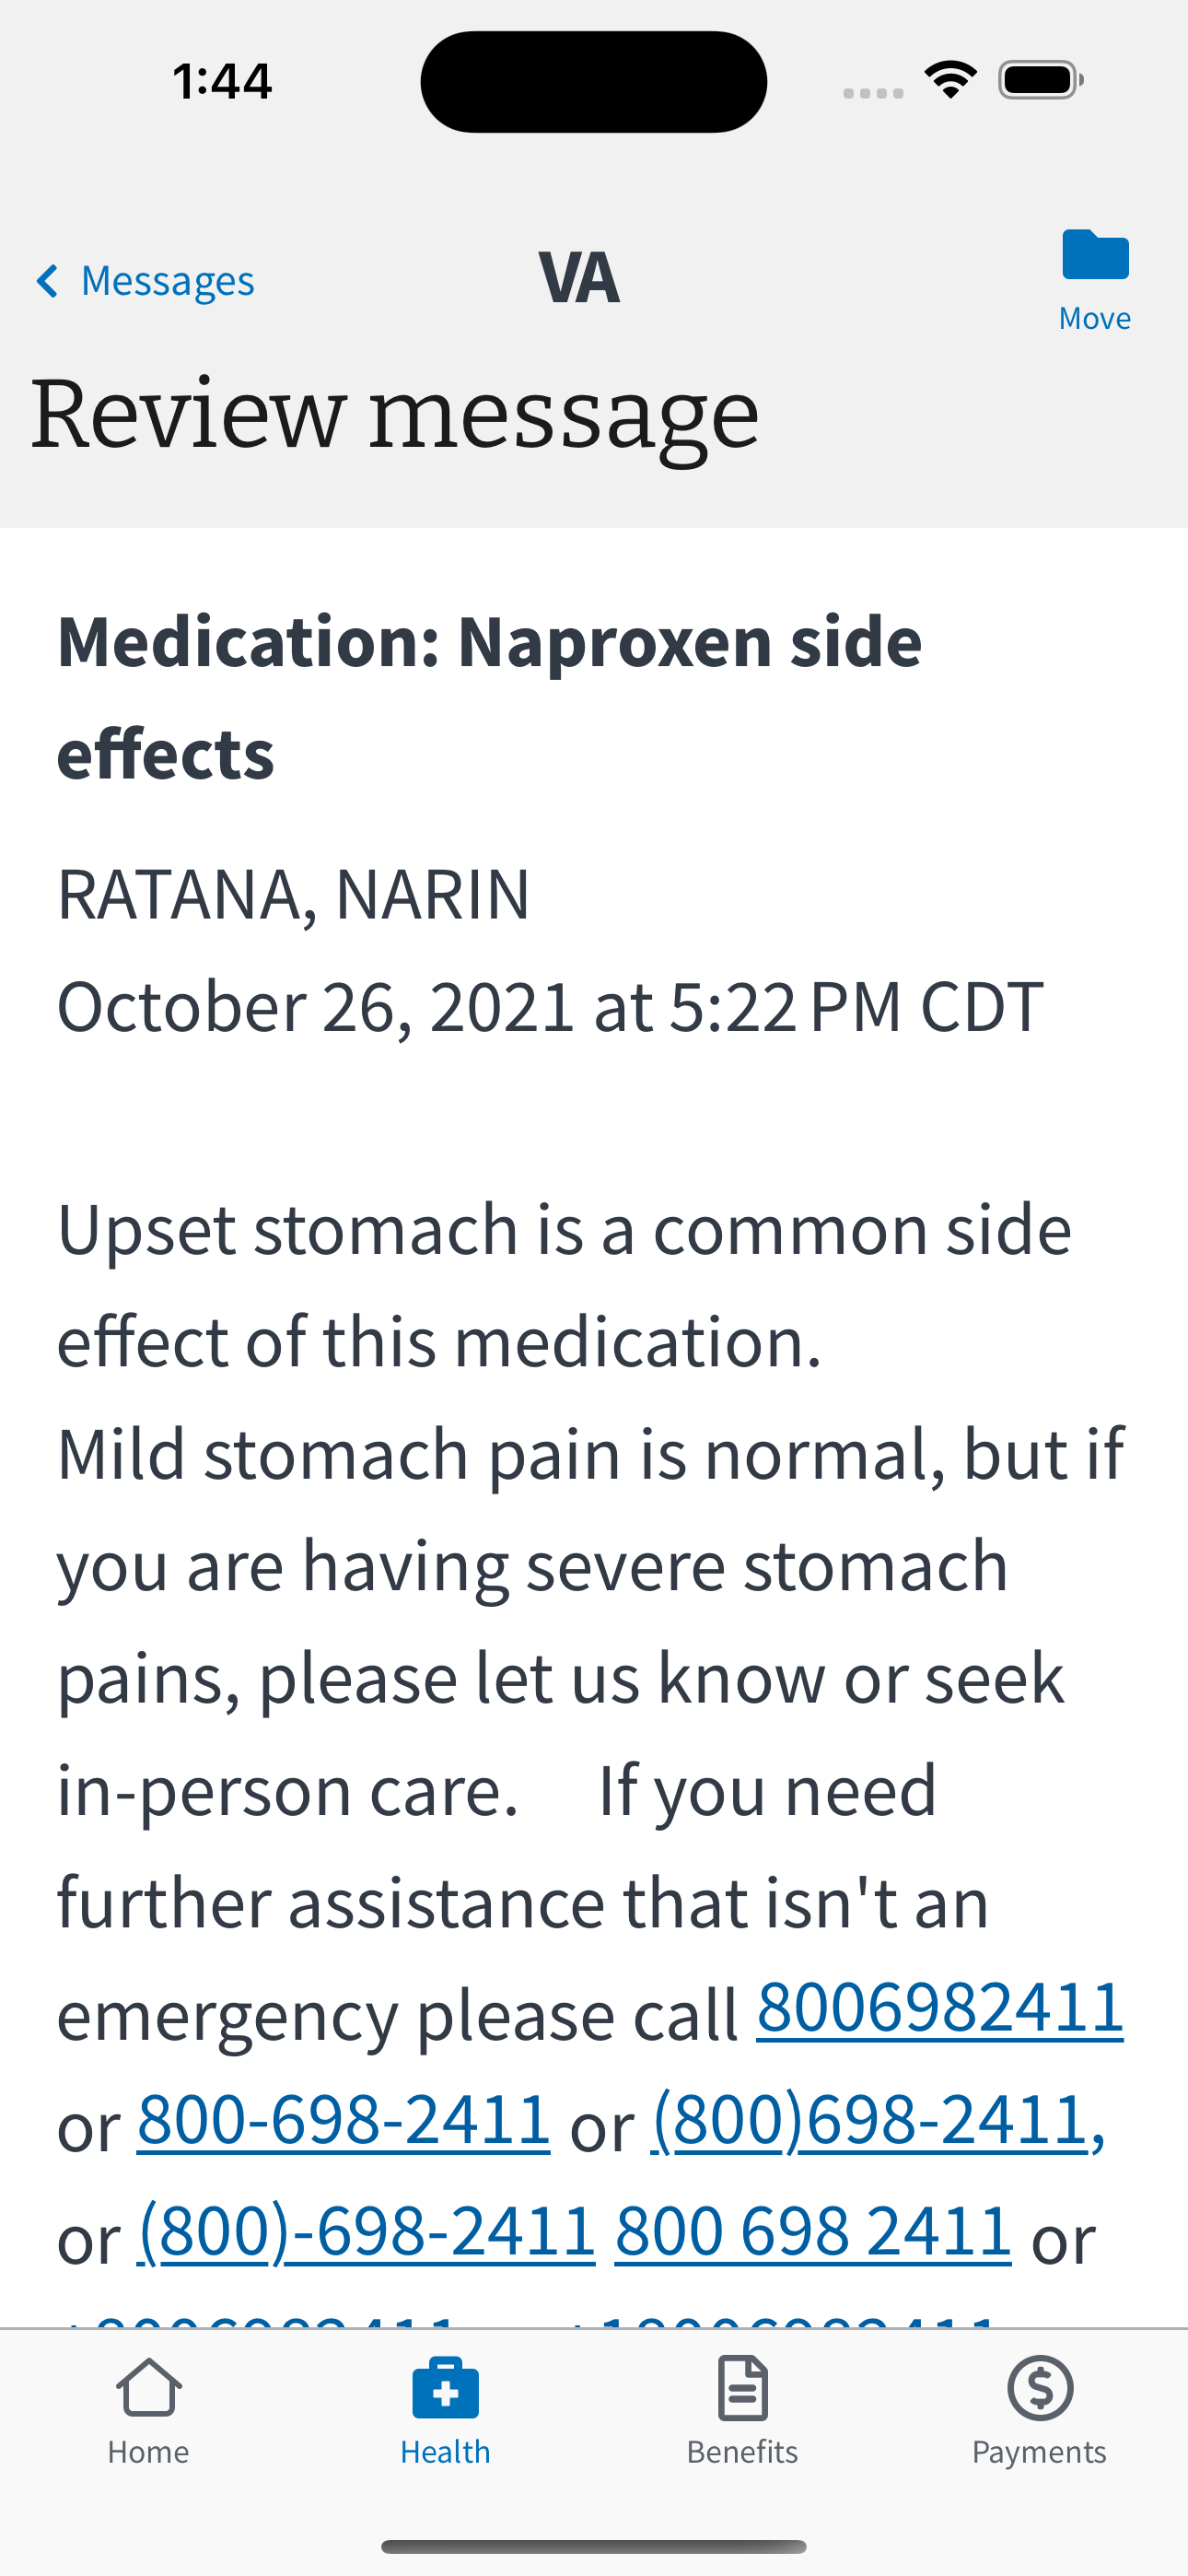 1:44
Messages
VA
Move
Review message
Medication: Naproxen side
effects
RATANA, NARIN
October 26, 2021 at 5:22 PM CDT
Upset stomach is a common side
effect of this medication.
Mild stomach pain is normal, but if
you are having severe stomach
pains, please let us know or seek
in-person care.     If you need
further assistance that isn't an
emergency please call 8006982411
or 800-698-2411 or (800)698-2411,
or (800)-698-2411 800 698 2411 or
Home
Health
Benefits
Payments